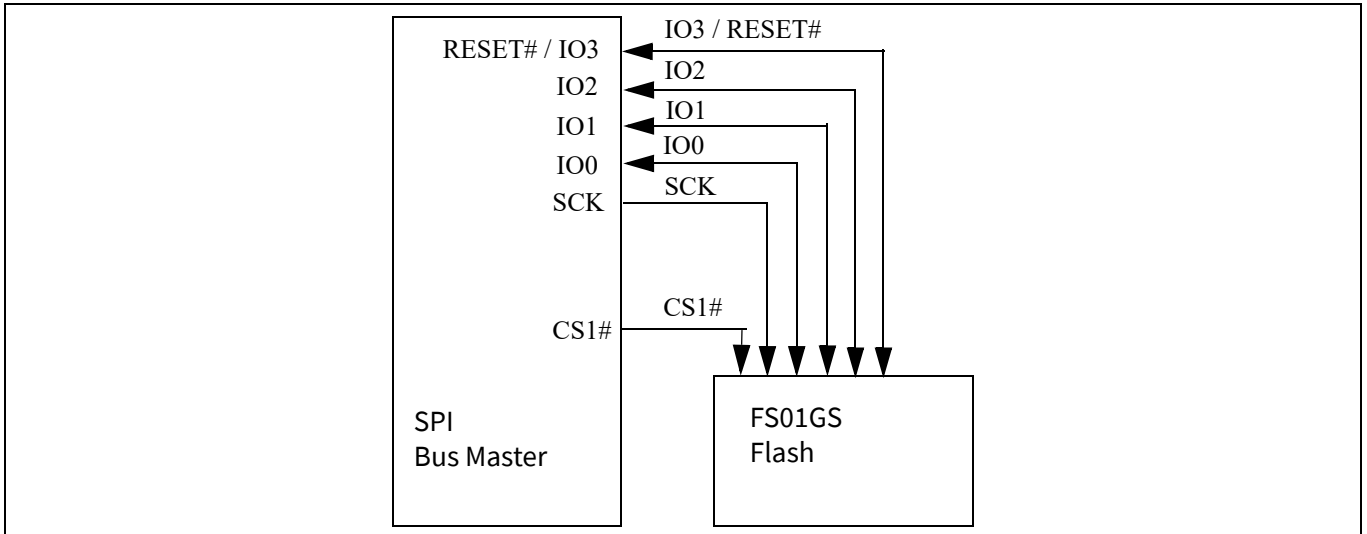 IO3 / RESET#
RESET# / IO3
IO2
IO2
IO1
IO1
IO0
IO0
SCK
SCK
CS1#
CS1#
SPI
Bus Master
FS01GS
Flash